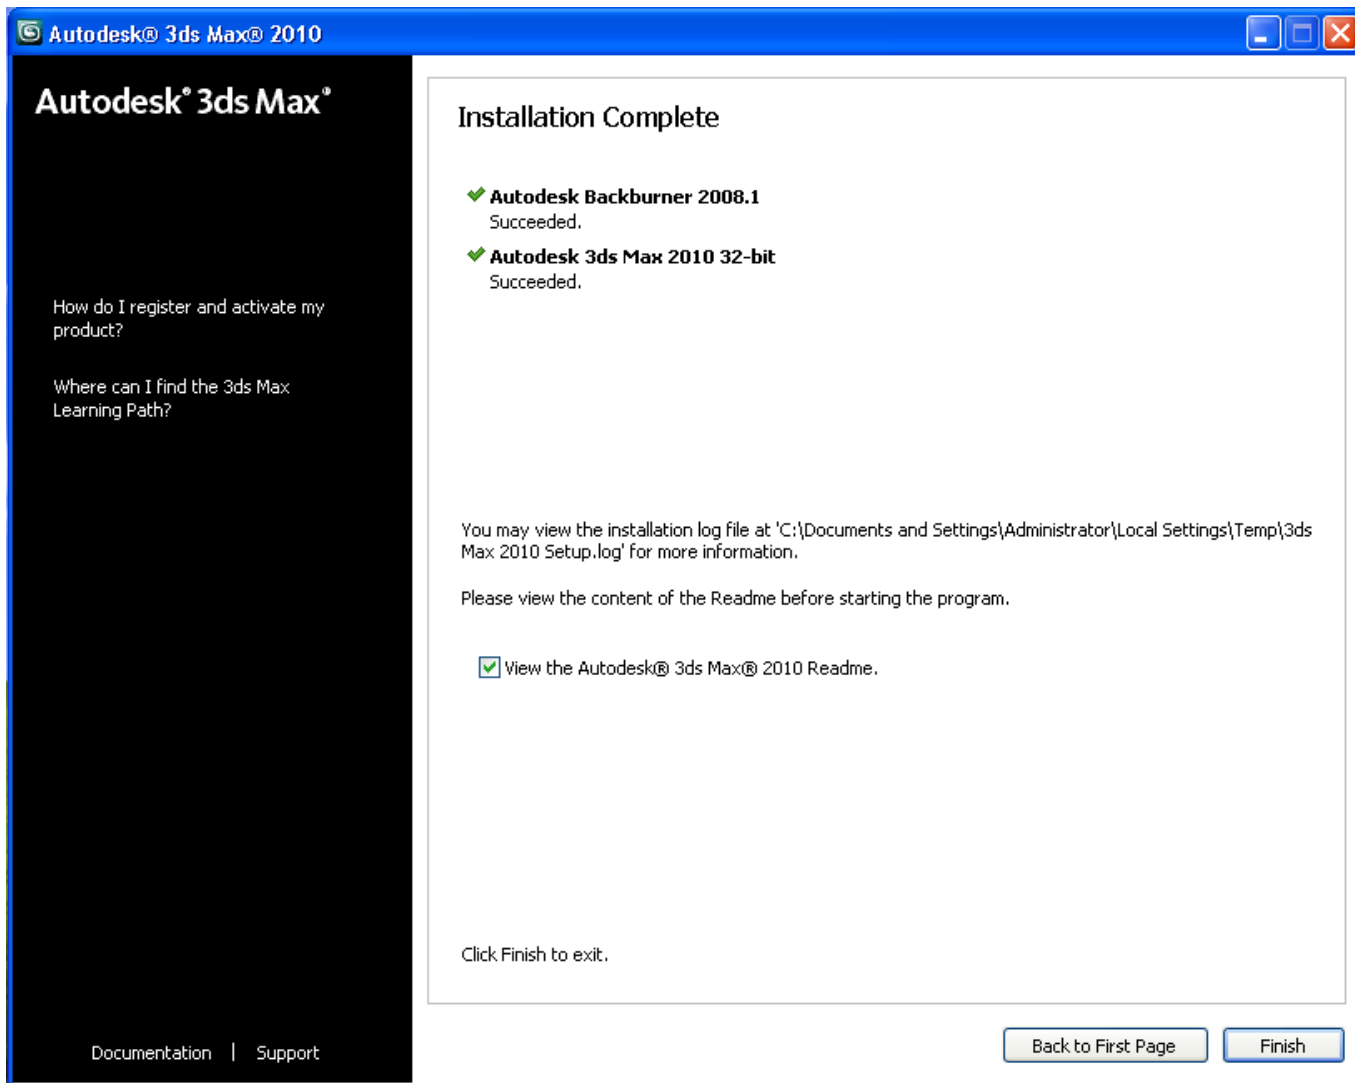 Autodesk® 3ds Max® 2010
Autodesk® 3ds Max®
How do I register and activate my
product?
Where can I find the 3ds Max
Learning Path?
Documentation | Support
Installation Complete
Autodesk Backburner 2008.1
Succeeded.
Autodesk 3ds Max 2010 32-bit
Succeeded.
You may view the installation log file at 'C:\Documents and Settings\Administrator\Local Settings\Temp\3ds
Max 2010 Setup.log' for more information.
Please view the content of the Readme before starting the program.
View the Autodesk® 3ds Max® 2010 Readme.
Click Finish to exit.
Back to First Page
Finish